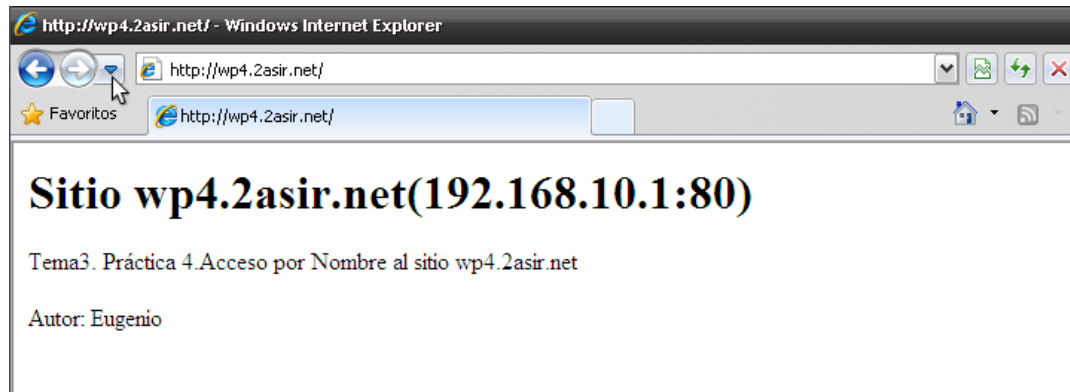 http://wp4.2asir.net/ - Windows Internet Explorer
http://wp4.2asir.net/
Favoritos
http://wp4.2asir.net/
Sitio wp4.2asir.net(192.168.10.1:80)
Tema3. Práctica 4.Acceso por Nombre al sitio wp4.2asir.net
Autor: Eugenio